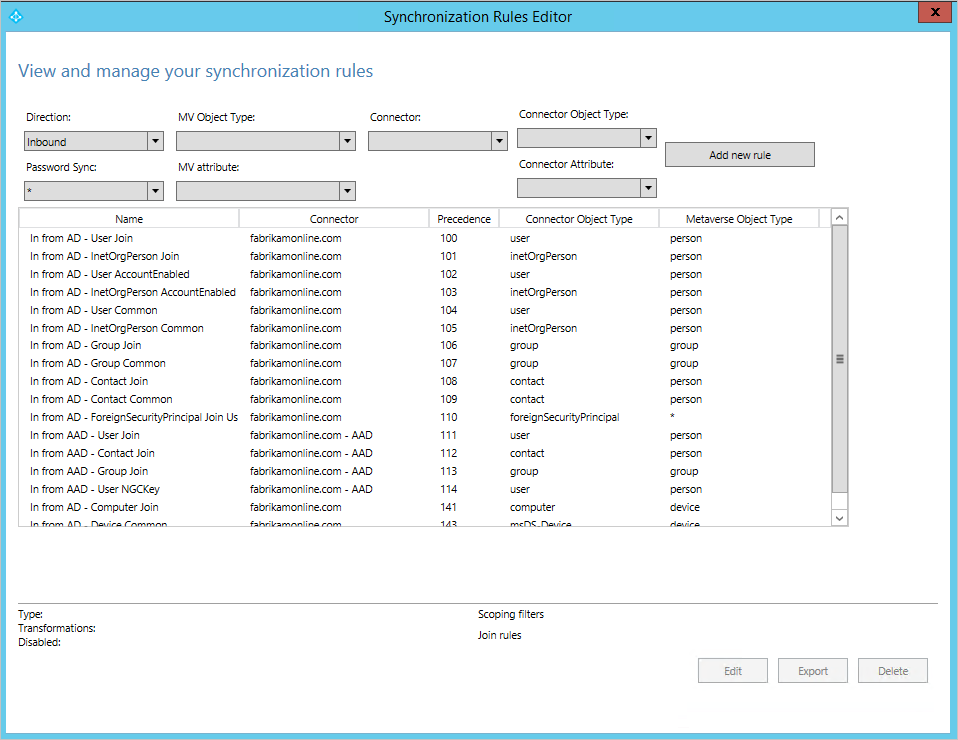 Synchronization Rules Editor
x
View and manage your synchronization rules
Direction: MV Object Type: Connector: Connector Object Type:
Inbound Add new rule
Password Sync: MV attribute: Connector Attribute:
*
Name Connector Precedence Connector Object Type Metaverse Object Type
In from AD - User Join fabrikamonline.com 100 user person
In from AD - InetOrgPerson Join fabrikamonline.com 101 inetOrgPerson person
In from AD - User AccountEnabled fabrikamonline.com 102 user person
In from AD - InetOrgPerson AccountEnabled fabrikamonline.com 103 inetOrgPerson person
In from AD - User Common fabrikamonline.com 104 user person
In from AD - InetOrgPerson Common fabrikamonline.com 105 inetOrgPerson person
In from AD - Group Join fabrikamonline.com 106 group group
In from AD - Group Common fabrikamonline.com 107 group group
In from AD - Contact Join fabrikamonline.com 108 contact person
In from AD - Contact Common fabrikamonline.com 109 contact person
In from AD - ForeignSecurityPrincipal Join Us fabrikamonline.com 110 foreignSecurityPrincipal *
In from AAD - User Join fabrikamonline.com - AAD 111 user person
In from AAD - Contact Join fabrikamonline.com - AAD 112 contact person
In from AAD - Group Join fabrikamonline.com - AAD 113 group group
In from AAD - User NGCKey fabrikamonline.com - AAD 114 user person
In from AD - Computer Join fabrikamonline.com 141 computer device
In from AD - Device Common fabrikamonline.com 143 msDS-Device device
Type: Scoping filters
Transformations:
Join rules
Disabled:
Edit Export Delete